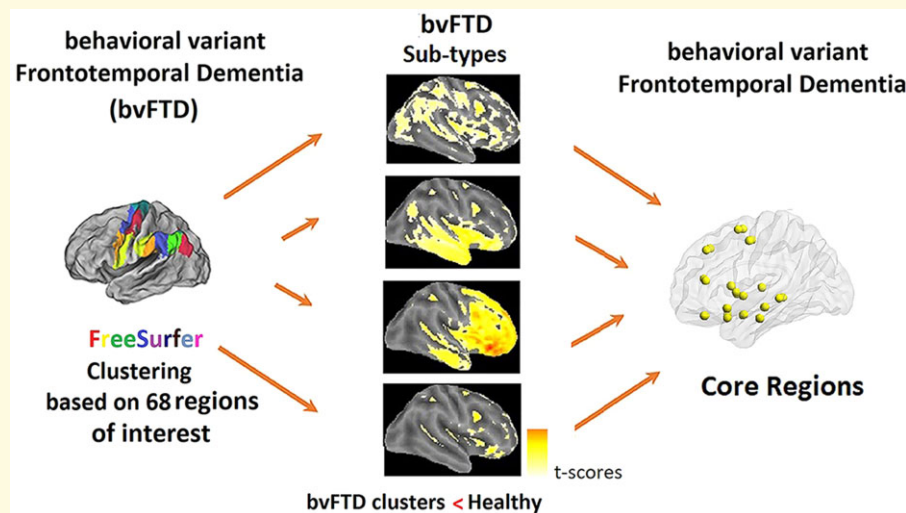 behavioral variant
Frontotemporal Dementia
(bvFTD)
FreeSurfer
Clustering
based on 68 regions
of interest
bvFTD
Sub-types
t-scores
bvFTD clusters < Healthy
behavioral variant
Frontotemporal Dementia
Core Regions